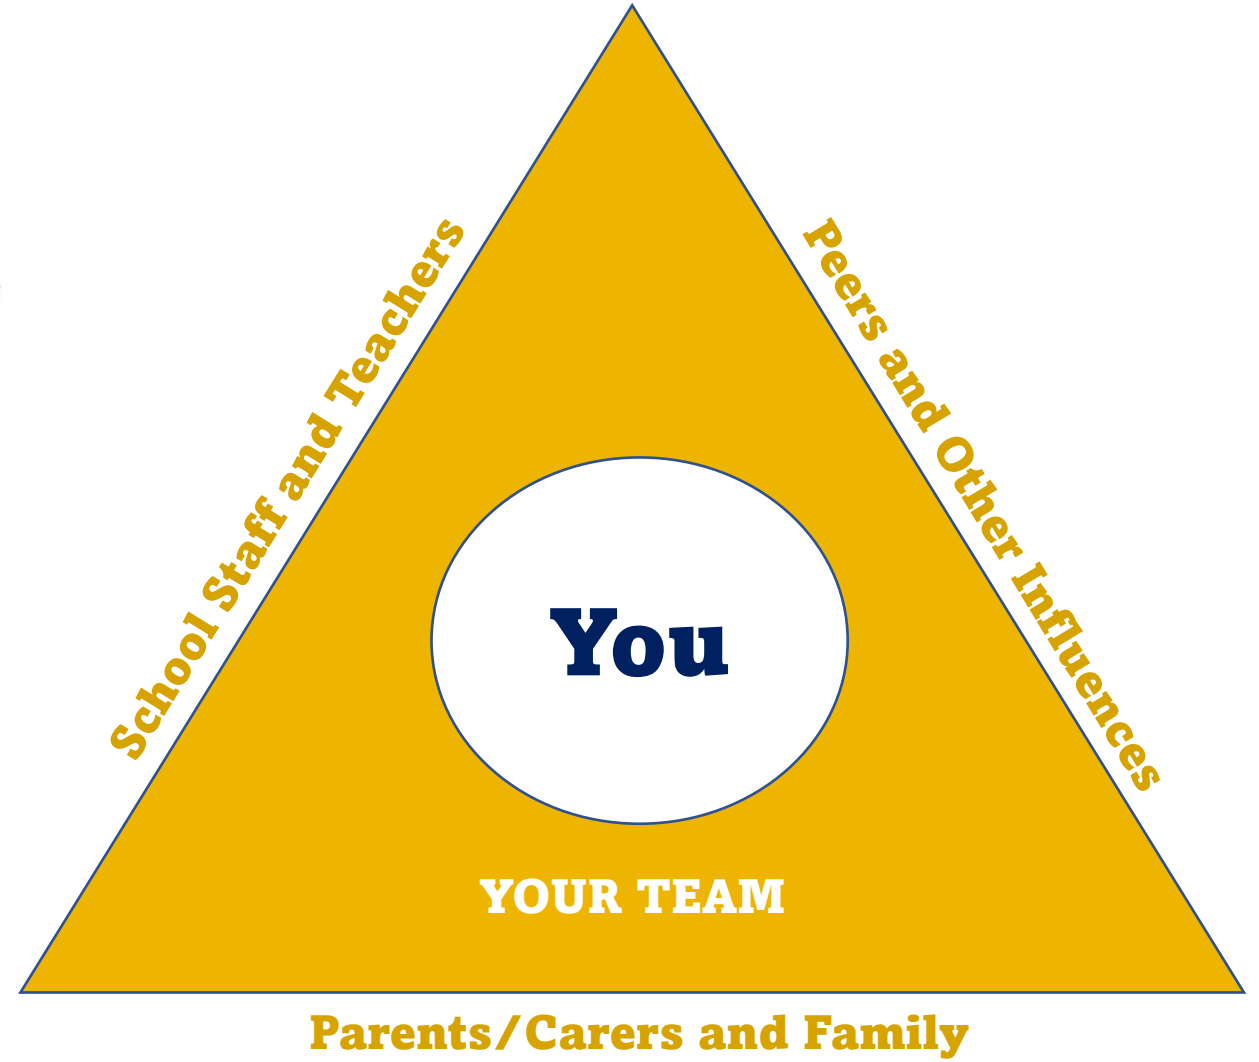 School Staff and Teachers
Peers and Other Influences
You
YOUR TEAM
Parents/Carers and Family